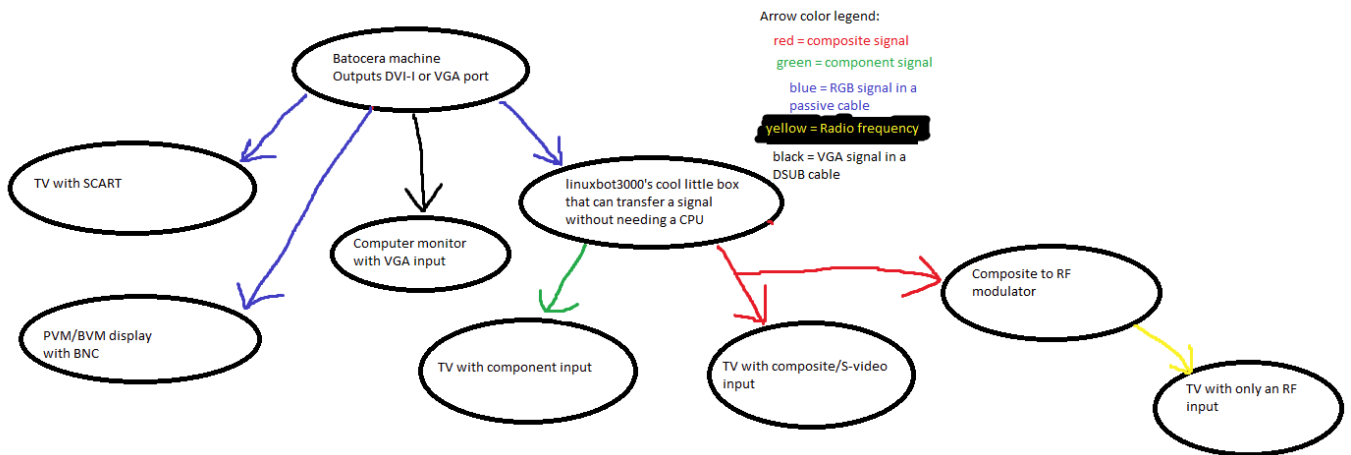 Arrow color legend:
red = composite signal
green = component signal
blue = RGB signal in a
passive cable
yellow = Radio frequency
black = VGA signal in a
DSUB cable
Batocera machine
Outputs DVI-I or VGA port
TV with SCART
linuxbot3000's cool little box
that can transfer a signal
without needing a CPU
Computer monitor
with VGA input
Composite to RF
modulator
PVM/BVM display
with BNC
TV with component input
TV with composite/S-video
input
TV with only an RF
input